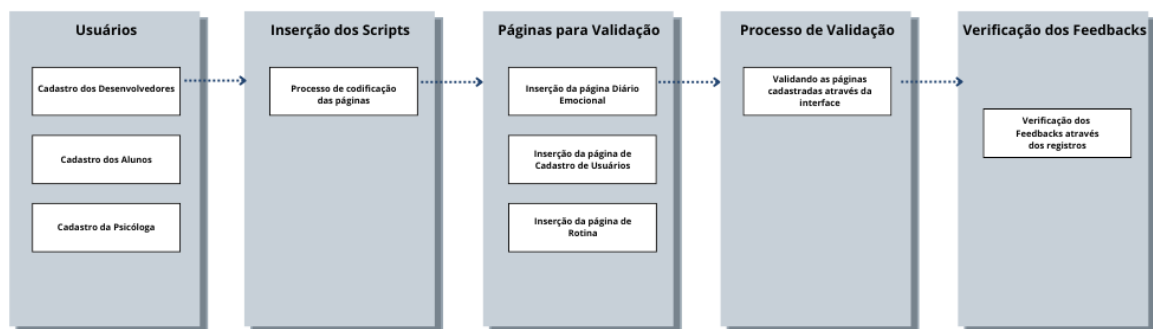 Usuários
Cadastro dos Desenvolvedores
Cadastro dos Alunos
Cadastro da Psicóloga
Inserção dos Scripts
Processo de codificação
das páginas
Páginas para Validação
Inserção da página Diário
Emocional
Inserção da página de
Cadastro de Usuários
Inserção da página de
Rotina
Processo de Validação
Validando as páginas
cadastradas através da
interface
Verificação dos Feedbacks
Verificação dos
Feedbacks através
dos registros